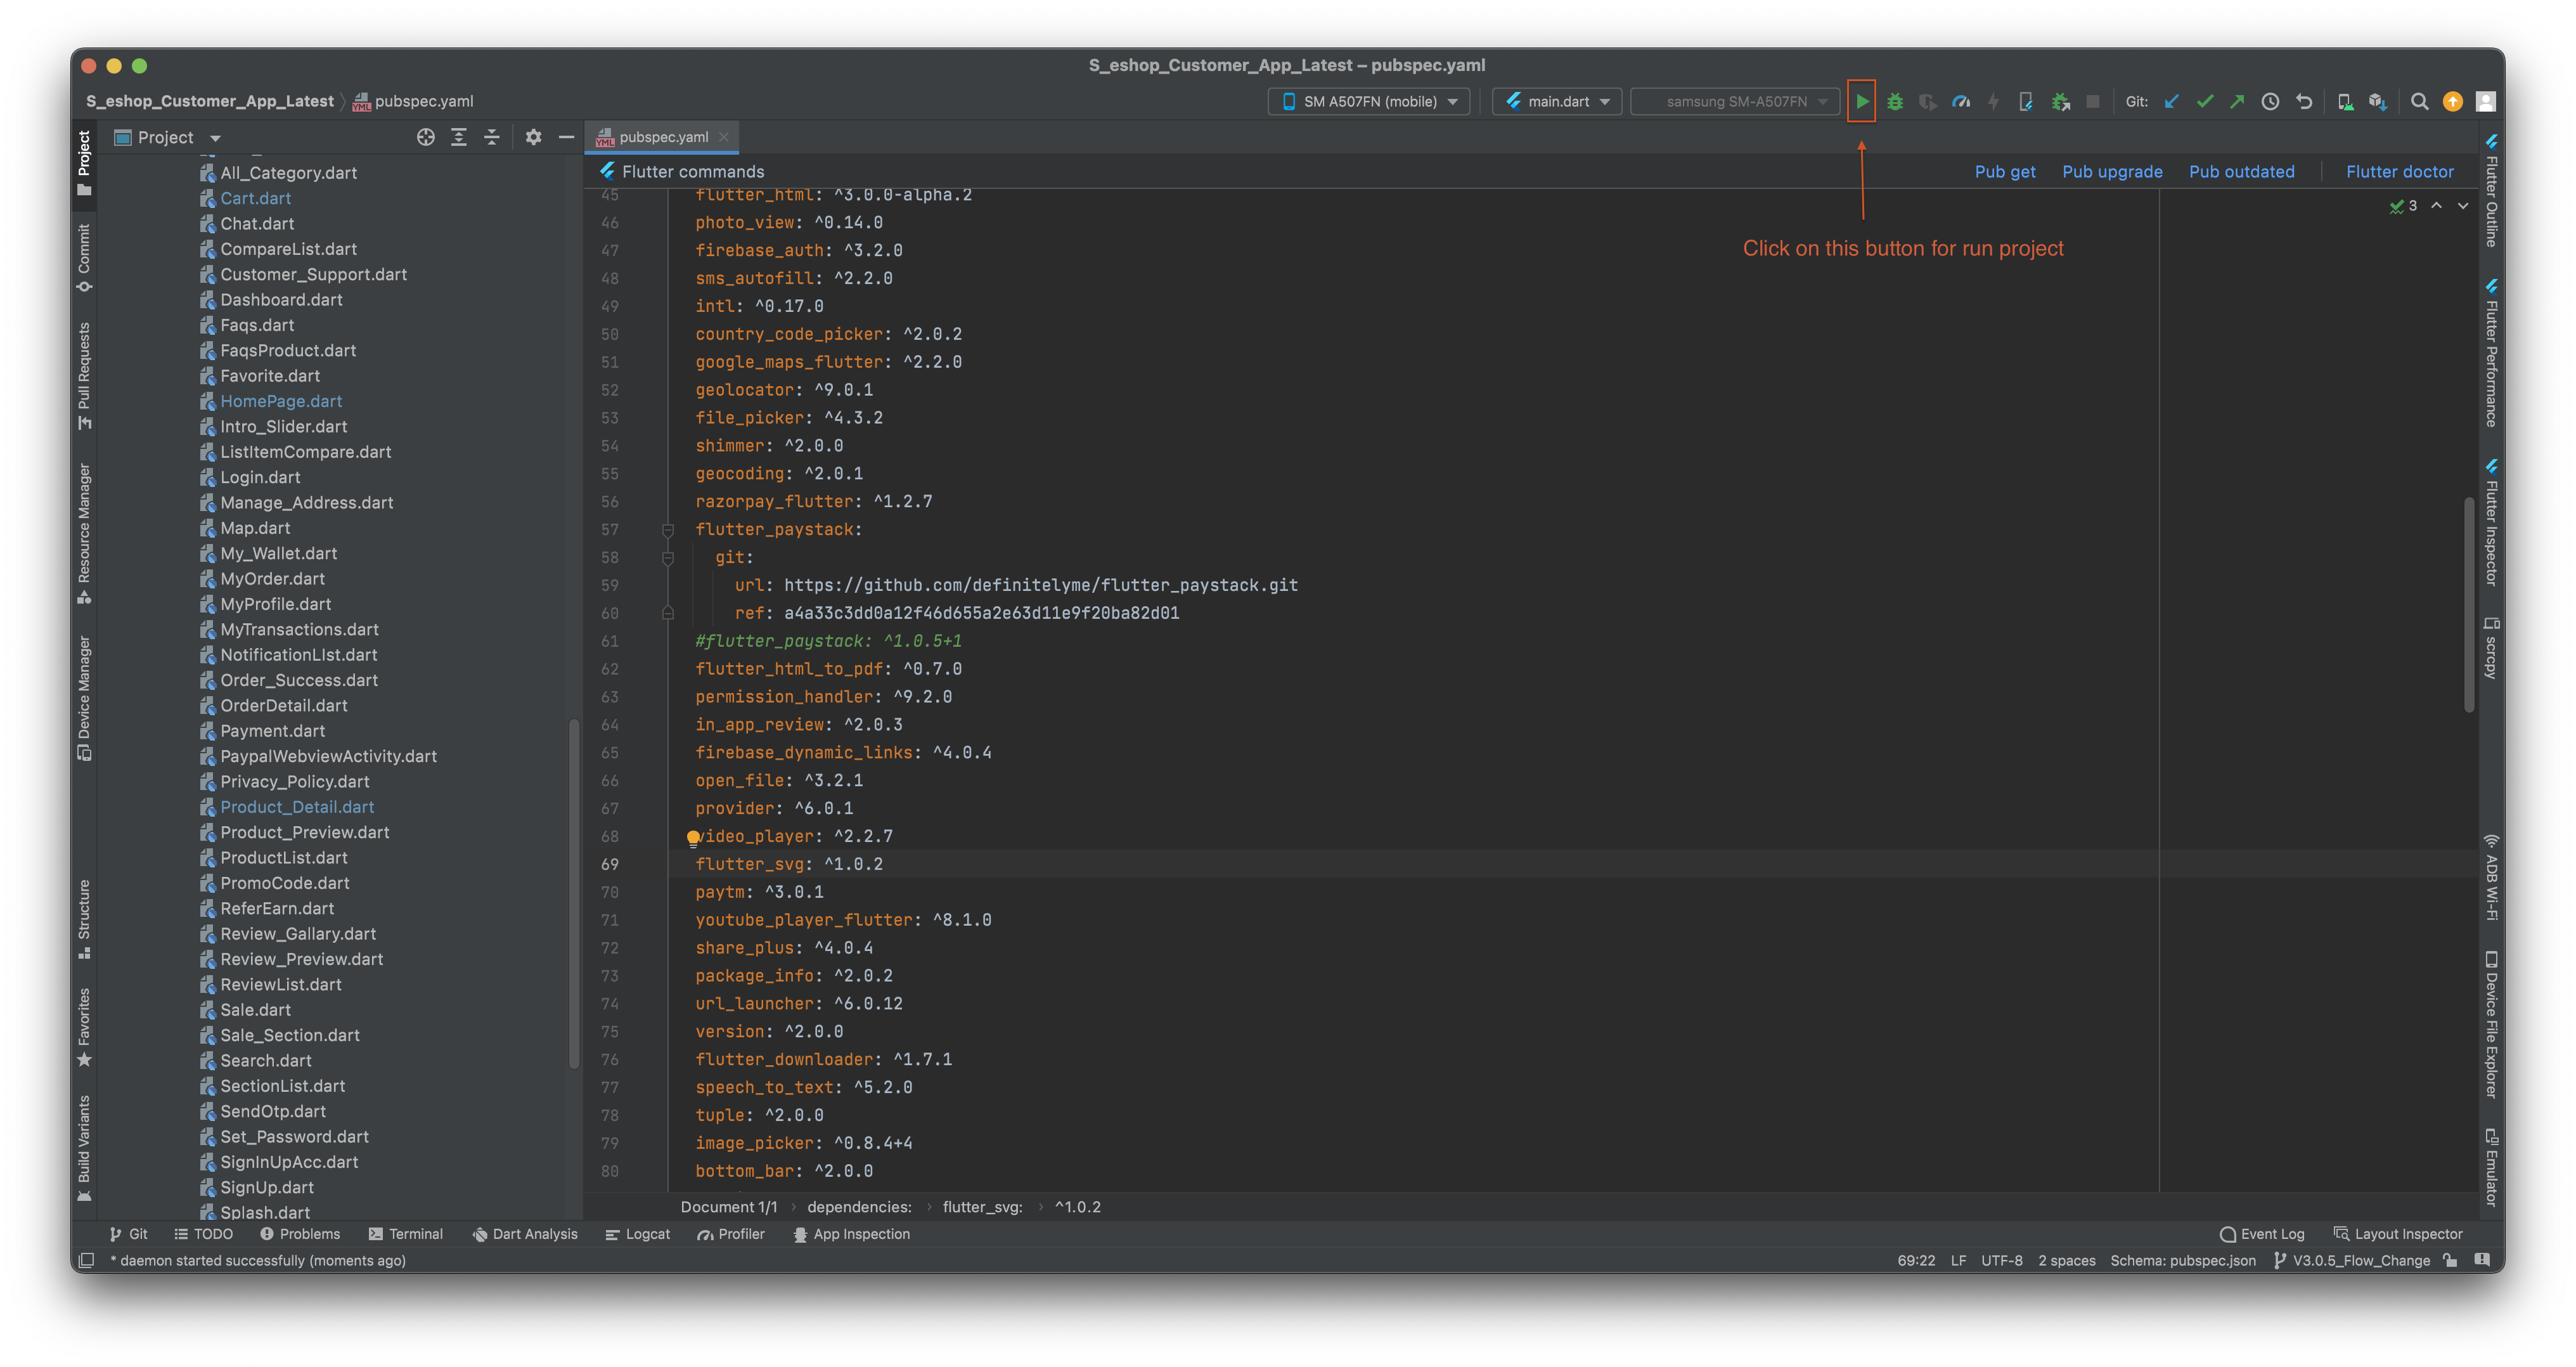 S_eshop_Customer_App_Latest – pubspec.yaml
S_eshop_Customer_App_Latest
pubspec.yaml
SM A507FN (mobile)
main.dart
samsung SM-A507FN
Git:
Project
pubspec.yaml
Flutter commands
Pub get
Pub upgrade
Pub outdated
Flutter doctor
Click on this button for run project
3
Project
Commit
Pull Requests
Resource Manager
Device Manager
Structure
Favorites
Build Variants
All_Category.dart
Cart.dart
Chat.dart
CompareList.dart
Customer_Support.dart
Dashboard.dart
Faqs.dart
FaqsProduct.dart
Favorite.dart
HomePage.dart
Intro_Slider.dart
ListItemCompare.dart
Login.dart
Manage_Address.dart
Map.dart
My_Wallet.dart
MyOrder.dart
MyProfile.dart
MyTransactions.dart
NotificationLIst.dart
Order_Success.dart
OrderDetail.dart
Payment.dart
PaypalWebviewActivity.dart
Privacy_Policy.dart
Product_Detail.dart
Product_Preview.dart
ProductList.dart
PromoCode.dart
ReferEarn.dart
Review_Gallary.dart
Review_Preview.dart
ReviewList.dart
Sale.dart
Sale_Section.dart
Search.dart
SectionList.dart
SendOtp.dart
Set_Password.dart
SignInUpAcc.dart
SignUp.dart
Splash.dart
45 flutter_html: ^3.0.0-alpha.2
46 photo_view: ^0.14.0
47 firebase_auth: ^3.2.0
48 sms_autofill: ^2.2.0
49 intl: ^0.17.0
50 country_code_picker: ^2.0.2
51 google_maps_flutter: ^2.2.0
52 geolocator: ^9.0.1
53 file_picker: ^4.3.2
54 shimmer: ^2.0.0
55 geocoding: ^2.0.1
56 razorpay_flutter: ^1.2.7
57 flutter_paystack:
58 git:
59 url: https://github.com/definitelyme/flutter_paystack.git
60 ref: a4a33c3dd0a12f46d655a2e63d11e9f20ba82d01
61 #flutter_paystack: ^1.0.5+1
62 flutter_html_to_pdf: ^0.7.0
63 permission_handler: ^9.2.0
64 in_app_review: ^2.0.3
65 firebase_dynamic_links: ^4.0.4
66 open_file: ^3.2.1
67 provider: ^6.0.1
68 video_player: ^2.2.7
69 flutter_svg: ^1.0.2
70 paytm: ^3.0.1
71 youtube_player_flutter: ^8.1.0
72 share_plus: ^4.0.4
73 package_info: ^2.0.2
74 url_launcher: ^6.0.12
75 version: ^2.0.0
76 flutter_downloader: ^1.7.1
77 speech_to_text: ^5.2.0
78 tuple: ^2.0.0
79 image_picker: ^0.8.4+4
80 bottom_bar: ^2.0.0
Flutter Outline
Flutter Performance
Flutter Inspector
scrcpy
ADB Wi-Fi
Device File Explorer
Emulator
Document 1/1 › dependencies: › flutter_svg: › ^1.0.2
Git
TODO
Problems
Terminal
Dart Analysis
Logcat
Profiler
App Inspection
Event Log
Layout Inspector
* daemon started successfully (moments ago)
69:22
LF
UTF-8
2 spaces
Schema: pubspec.json
V3.0.5_Flow_Change